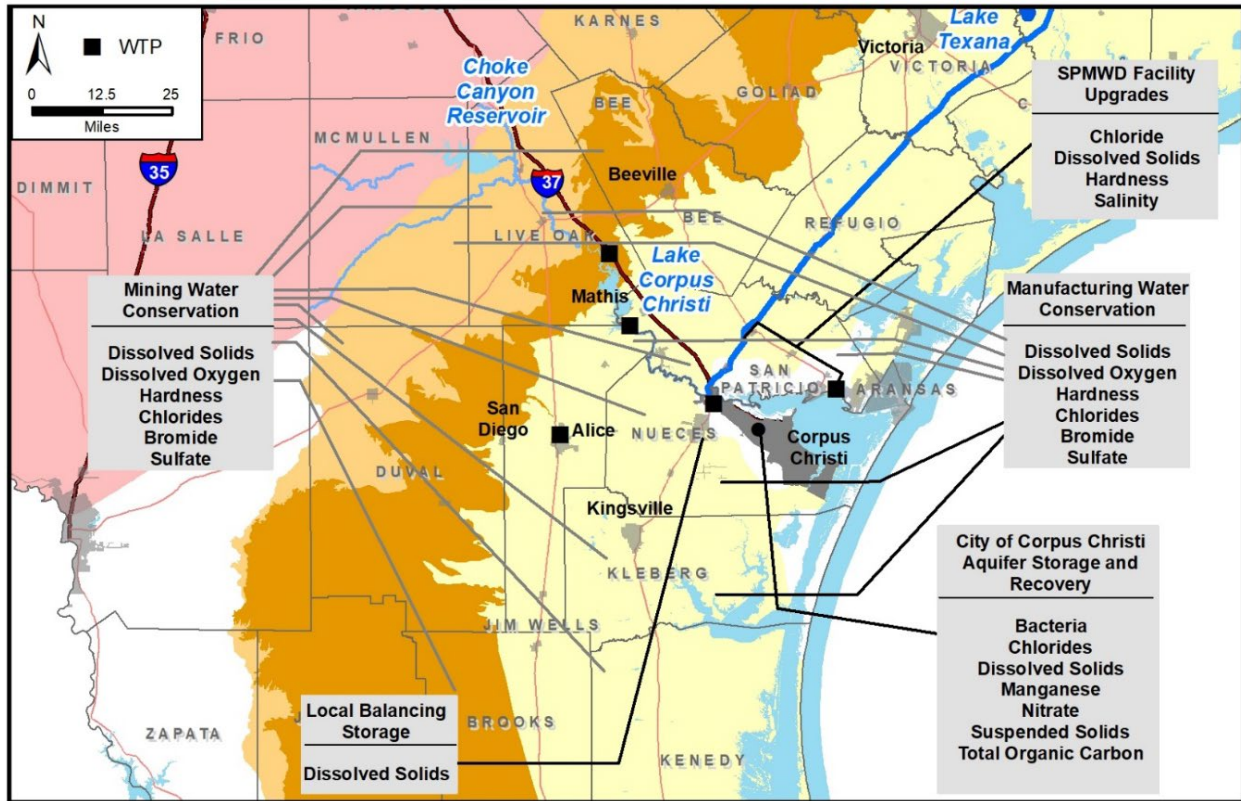 N
WTP
0 12.5 25
Miles
FRIO
KARNES
Lake
Texana
Victoria
VICTORIA
Choke
Canyon
Reservoir
BEE
GOLIAD
SPMWD Facility
Upgrades
Chloride
Dissolved Solids
Hardness
Salinity
MCMULLEN
35
37
DIMMIT
Beeville
BEE
REFUGIO
LA SALLE
LIVE OAK
Lake
Corpus
Christi
Mathis
Mining Water
Conservation
Dissolved Solids
Dissolved Oxygen
Hardness
Chlorides
Bromide
Sulfate
Manufacturing Water
Conservation
Dissolved Solids
Dissolved Oxygen
Hardness
Chlorides
Bromide
Sulfate
SAN
PATRICIO
ARANSAS
San
Diego
Alice
NUECES
Corpus
Christi
DUVAL
Kingsville
KLEBERG
JIM WELLS
City of Corpus Christi
Aquifer Storage and
Recovery
Bacteria
Chlorides
Dissolved Solids
Manganese
Nitrate
Suspended Solids
Total Organic Carbon
Local Balancing
Storage
Dissolved Solids
ZAPATA
BROOKS
KENEDY